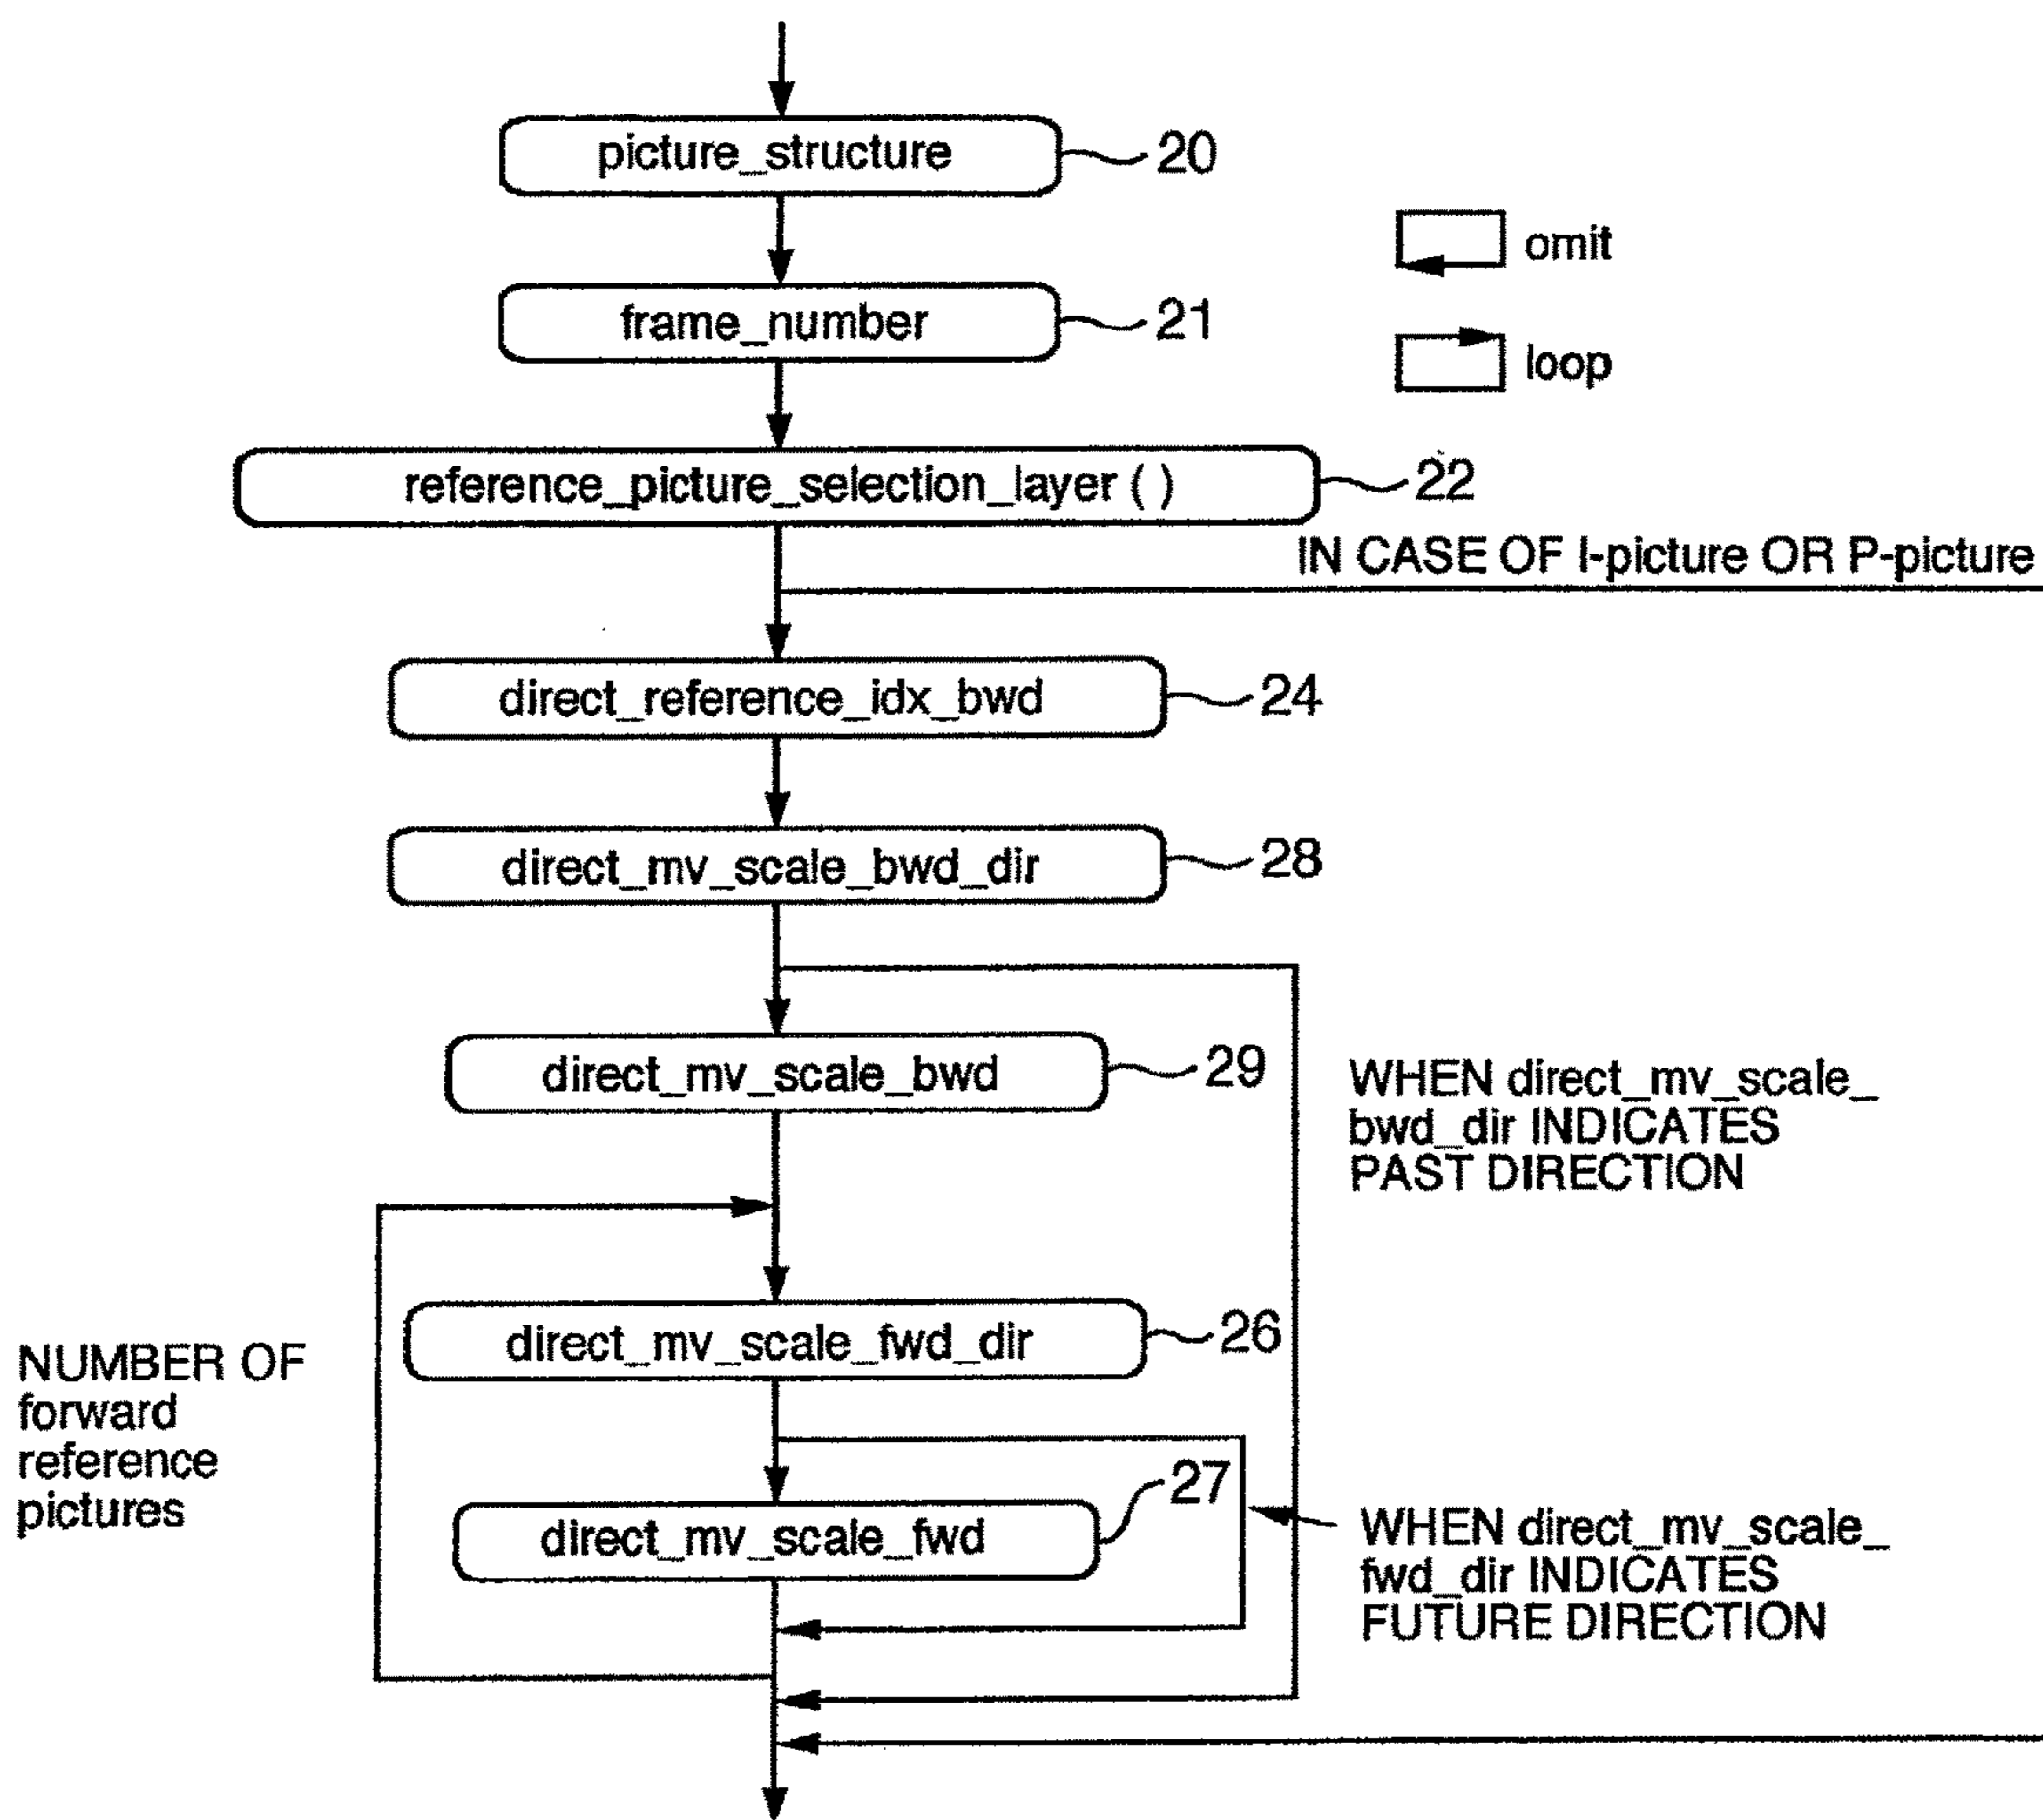 picture_structure
20
omit
frame_number
21
loop
reference_picture_selection_layer ( )
22
IN CASE OF I-picture OR P-picture
direct_reference_idx_bwd
24
direct_mv_scale_bwd_dir
28
direct_mv_scale_bwd
29
WHEN direct_mv_scale_
bwd_dir INDICATES
PAST DIRECTION
direct_mv_scale_fwd_dir
26
NUMBER OF
forward
reference
pictures
27
direct_mv_scale_fwd
WHEN direct_mv_scale_
fwd_dir INDICATES
FUTURE DIRECTION